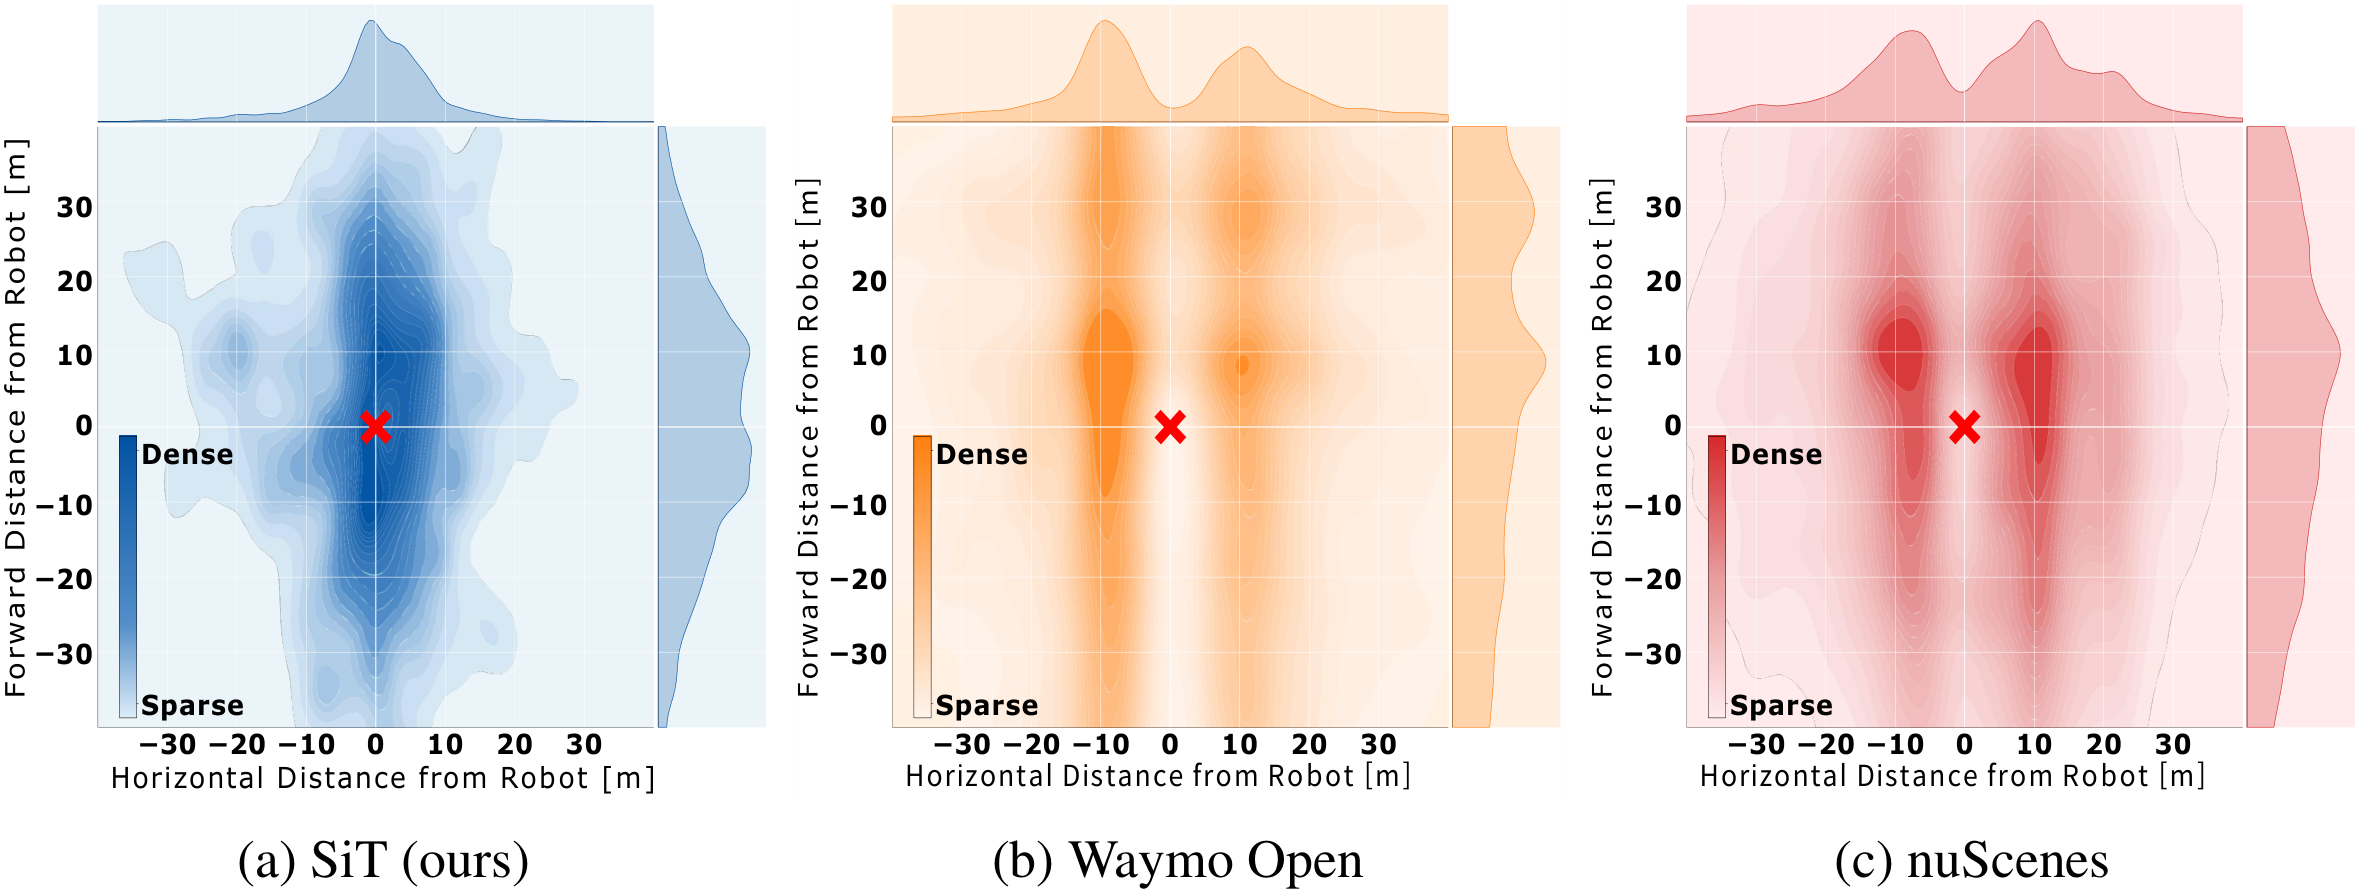 Forward Distance from Robot [m]
30
20
10
0
−10
−20
−30
Dense
Sparse
−30 −20 −10 0 10 20 30
Horizontal Distance from Robot [m]
(a) SiT (ours)
Forward Distance from Robot [m]
30
20
10
0
−10
−20
−30
Dense
Sparse
−30 −20 −10 0 10 20 30
Horizontal Distance from Robot [m]
(b) Waymo Open
Forward Distance from Robot [m]
30
20
10
0
−10
−20
−30
Dense
Sparse
−30 −20 −10 0 10 20 30
Horizontal Distance from Robot [m]
(c) nuScenes